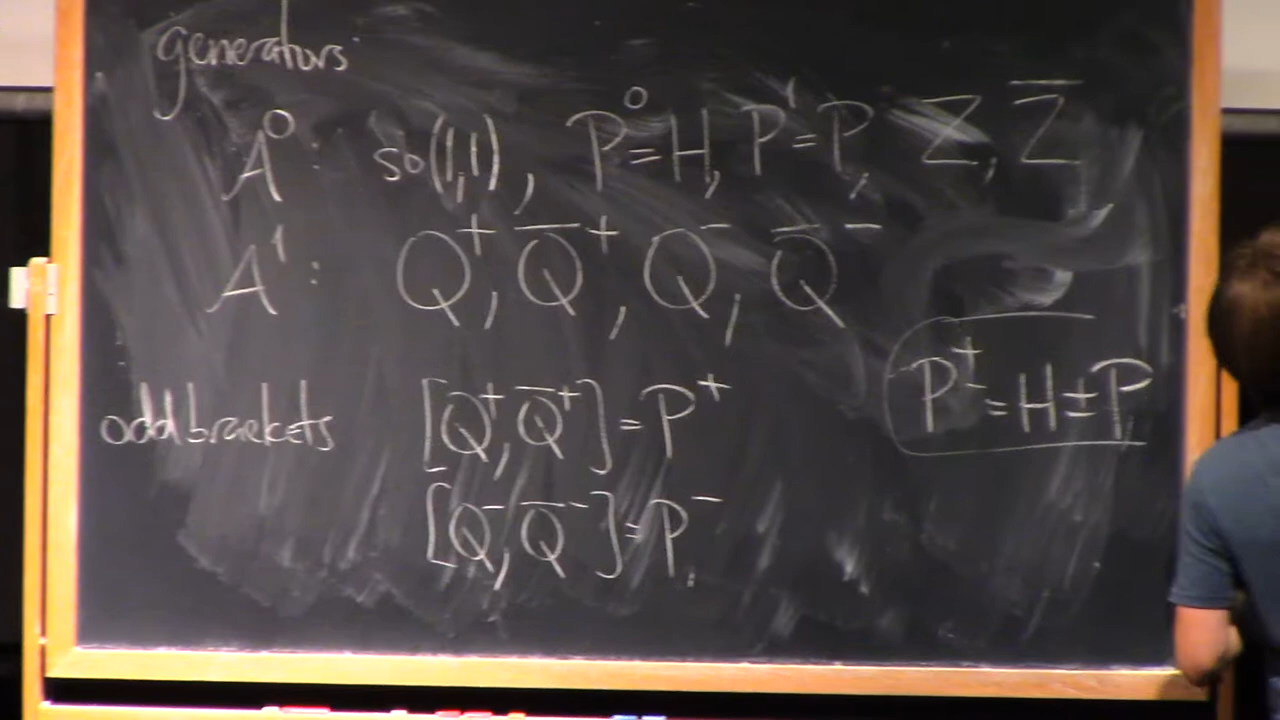 generators
A⁰: so(1,1), P⁰=H, P¹=P, Z, Z̅
A¹: Q⁺, Q̅⁺, Q⁻, Q̅⁻
P^± = H ± P
odd brackets [Q⁺, Q̅⁺] = P⁺
[Q⁻, Q̅⁻] = P⁻